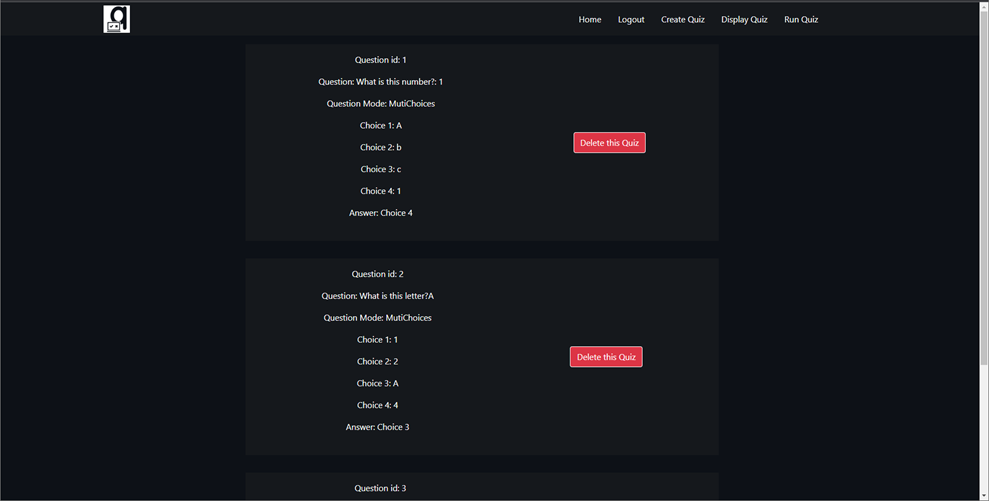 q
Home Logout Create Quiz Display Quiz Run Quiz
Question id: 1
Question: What is this number?: 1
Question Mode: MutiChoices
Choice 1: A
Choice 2: b
Choice 3: c
Choice 4: 1
Answer: Choice 4
Delete this Quiz
Question id: 2
Question: What is this letter?A
Question Mode: MutiChoices
Choice 1: 1
Choice 2: 2
Choice 3: A
Choice 4: 4
Answer: Choice 3
Delete this Quiz
Question id: 3